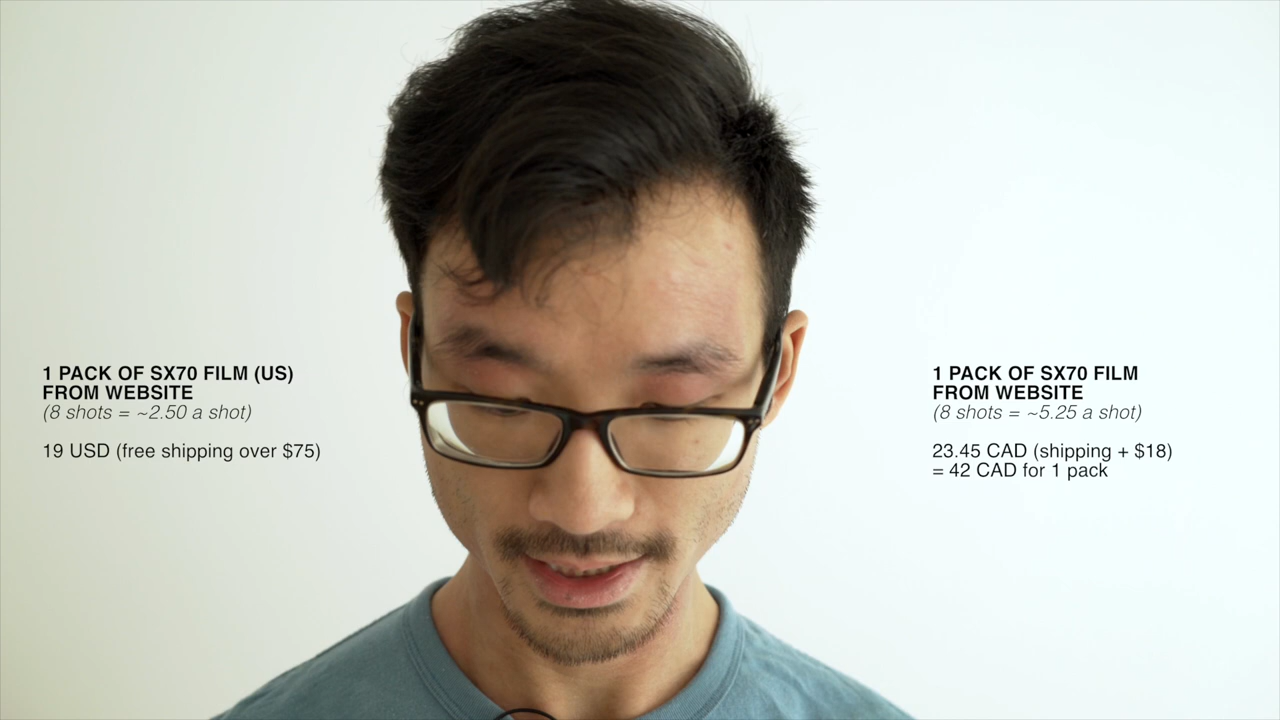 1 PACK OF SX70 FILM (US)
FROM WEBSITE
(8 shots = ~2.50 a shot)
19 USD (free shipping over $75)
1 PACK OF SX70 FILM
FROM WEBSITE
(8 shots = ~5.25 a shot)
23.45 CAD (shipping + $18)
= 42 CAD for 1 pack